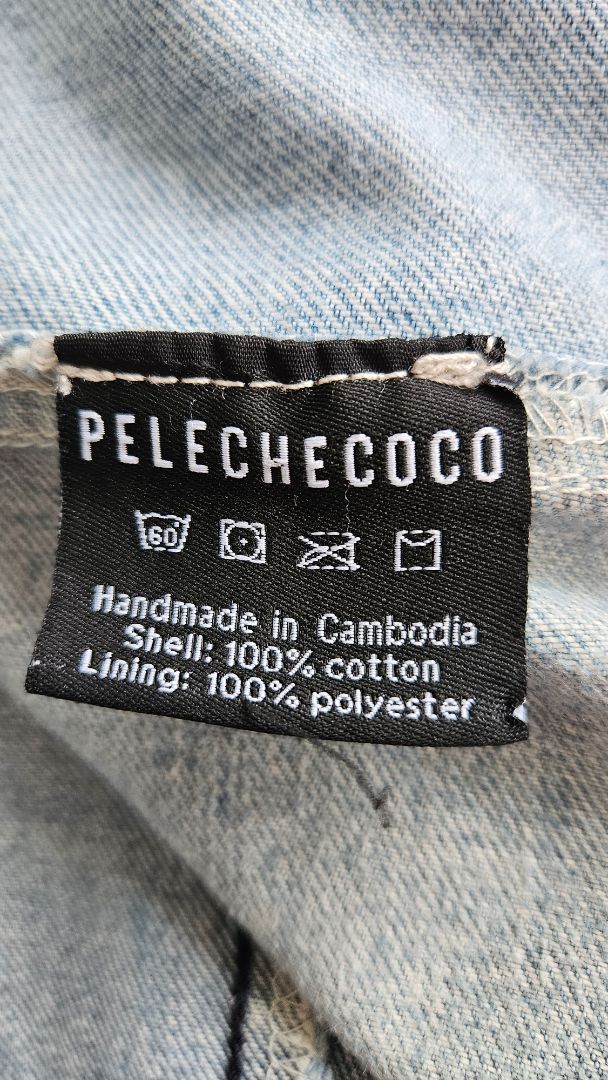 PELECHECOCO
60
Handmade in Cambodia
Shell: 100% cotton
Lining: 100% polyester